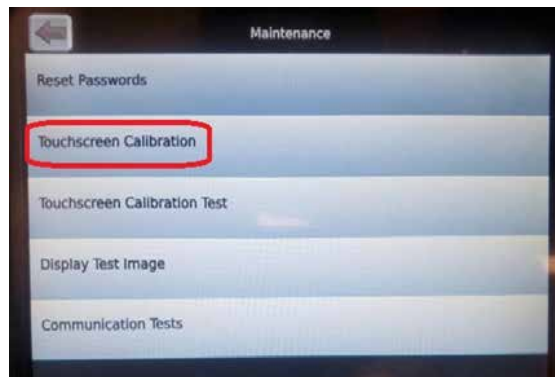 Maintenance
Reset Passwords
Touchscreen Calibration
Touchscreen Calibration Test
Display Test Image
Communication Tests